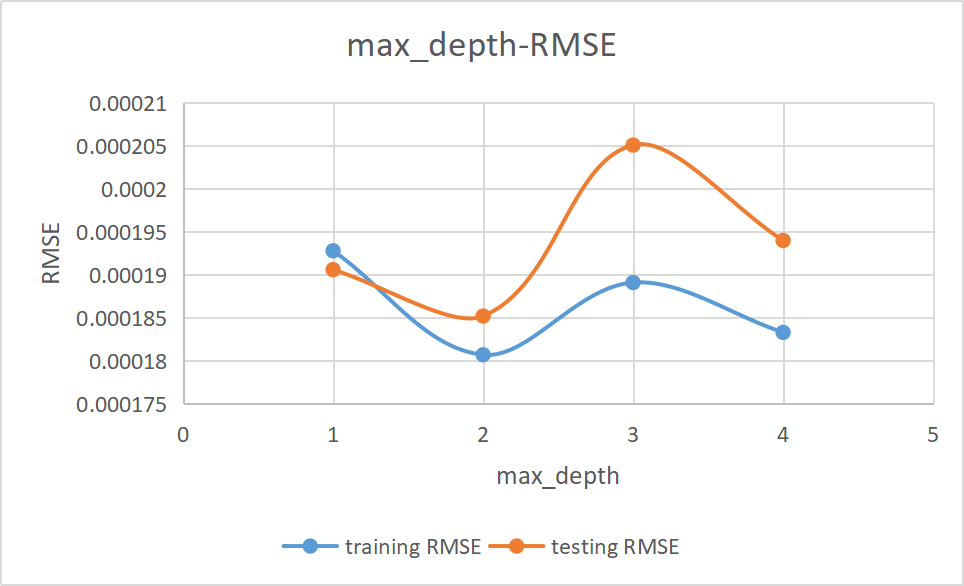 max_depth-RMSE
0.00021
0.000205
0.0002
0.000195
0.00019
0.000185
0.00018
0.000175
RMSE
0 1 2 3 4 5
max_depth
training RMSE testing RMSE